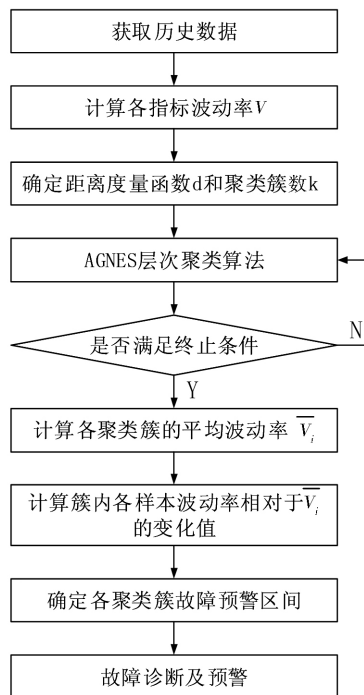 获取历史数据
计算各指标波动率V
确定距离度量函数d和聚类簇数k
AGNES层次聚类算法
是否满足终止条件
N
Y
计算各聚类簇的平均波动率 V̅ᵢ
计算簇内各样本波动率相对于V̅ᵢ
的变化值
确定各聚类簇故障预警区间
故障诊断及预警